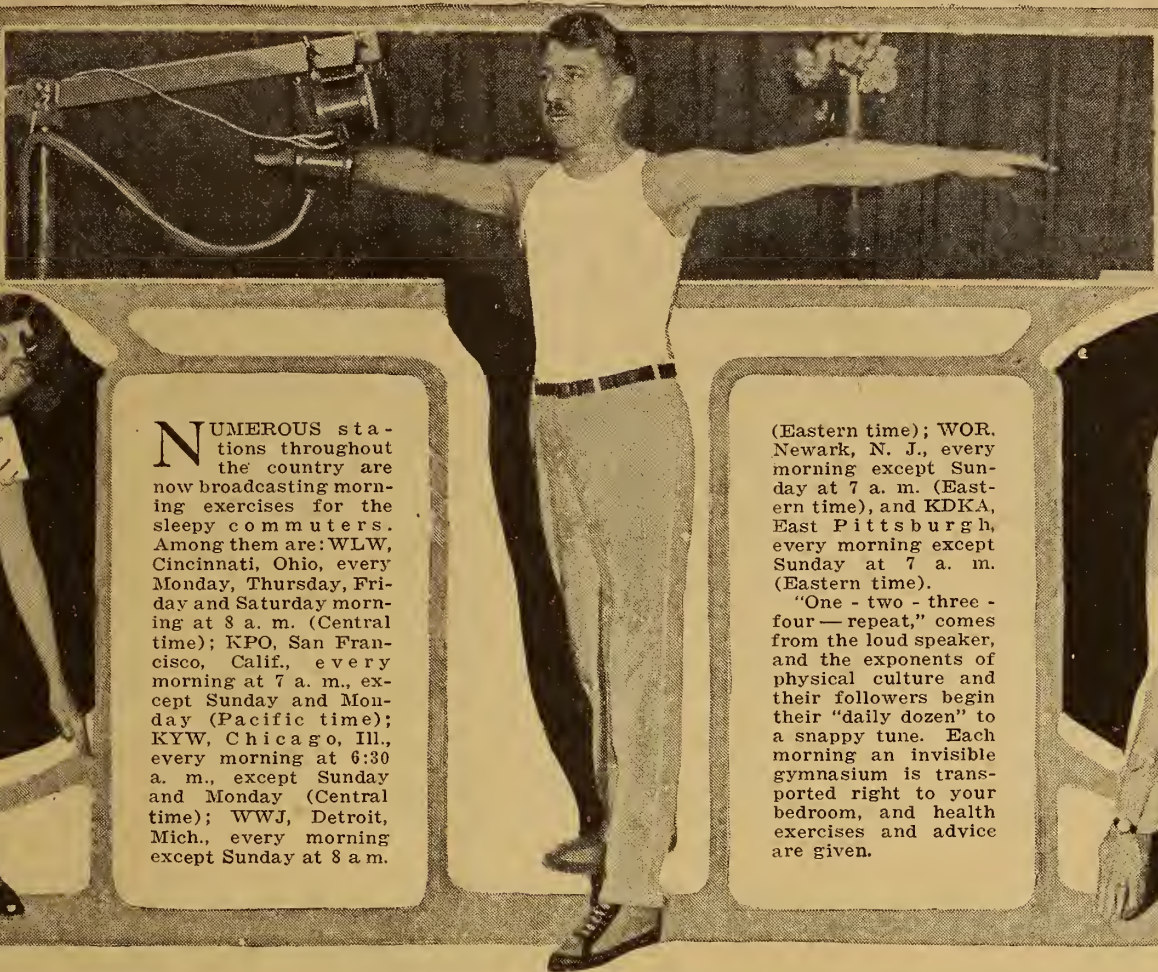 NUMEROUS sta-
tions throughout
the country are
now broadcasting morn-
ing exercises for the
sleepy commuters.
Among them are: WLW,
Cincinnati, Ohio, every
Monday, Thursday, Fri-
day and Saturday morn-
ing at 8 a. m. (Central
time); KPO, San Fran-
cisco, Calif., every
morning at 7 a. m., ex-
cept Sunday and Mon-
day (Pacific time);
KYW, Chicago, Ill.,
every morning at 6:30
a. m., except Sunday
and Monday (Central
time); WWJ, Detroit,
Mich., every morning
except Sunday at 8 a m.
(Eastern time); WOR,
Newark, N. J., every
morning except Sun-
day at 7 a. m. (East-
ern time), and KDKA,
East Pittsburgh,
every morning except
Sunday at 7 a. m.
(Eastern time).
"One - two - three -
four — repeat," comes
from the loud speaker,
and the exponents of
physical culture and
their followers begin
their "daily dozen" to
a snappy tune. Each
morning an invisible
gymnasium is trans-
ported right to your
bedroom, and health
exercises and advice
are given.